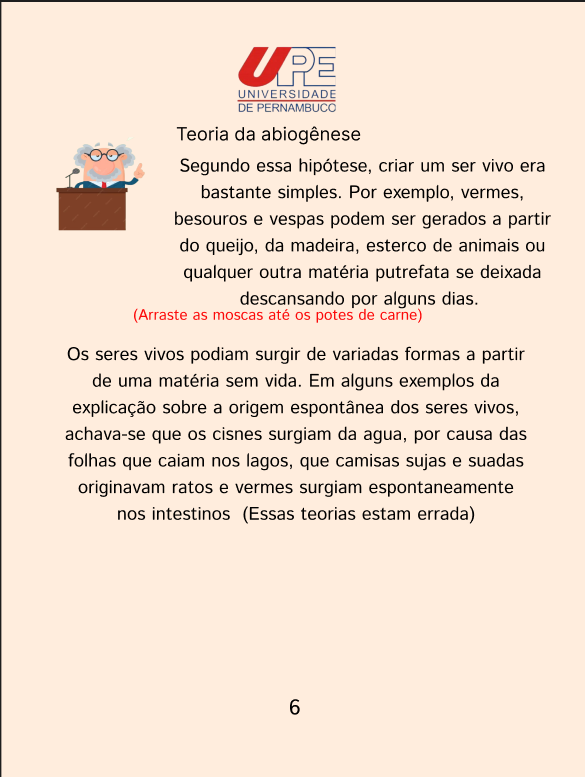 UPE
UNIVERSIDADE
DE PERNAMBUCO
Teoria da abiogênese
Segundo essa hipótese, criar um ser vivo era
bastante simples. Por exemplo, vermes,
besouros e vespas podem ser gerados a partir
do queijo, da madeira, esterco de animais ou
qualquer outra matéria putrefata se deixada
descansando por alguns dias.
(Arraste as moscas até os potes de carne)
Os seres vivos podiam surgir de variadas formas a partir
de uma matéria sem vida. Em alguns exemplos da
explicação sobre a origem espontânea dos seres vivos,
achava-se que os cisnes surgiam da agua, por causa das
folhas que caiam nos lagos, que camisas sujas e suadas
originavam ratos e vermes surgiam espontaneamente
nos intestinos (Essas teorias estam errada)
6